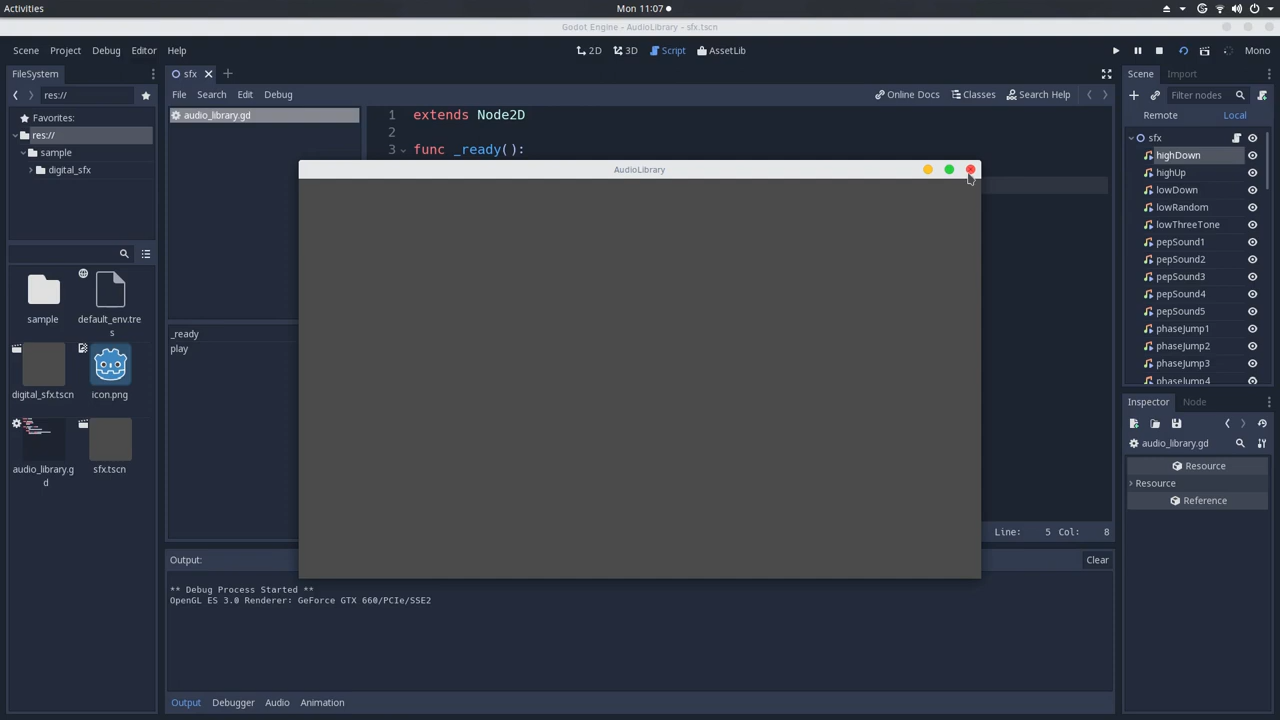 Activities
Mon 11:07
Godot Engine - AudioLibrary - sfx.tscn
Scene Project Debug Editor Help
2D 3D Script AssetLib
Mono
FileSystem
res://
Favorites:
res://
sample
digital_sfx
sample
default_env.tre
s
digital_sfx.tscn
icon.png
audio_library.g
d
sfx.tscn
sfx
File Search Edit Debug
Online Docs Classes Search Help
audio_library.gd
_ready
play
1 extends Node2D
2
3 func _ready():
AudioLibrary
Line: 5 Col: 8
Output:
Clear
** Debug Process Started **
OpenGL ES 3.0 Renderer: GeForce GTX 660/PCIe/SSE2
Output Debugger Audio Animation
Scene Import
Filter nodes
Remote Local
sfx
highDown
highUp
lowDown
lowRandom
lowThreeTone
pepSound1
pepSound2
pepSound3
pepSound4
pepSound5
phaseJump1
phaseJump2
phaseJump3
phaseJump4
Inspector Node
audio_library.gd
Resource
Resource
Reference